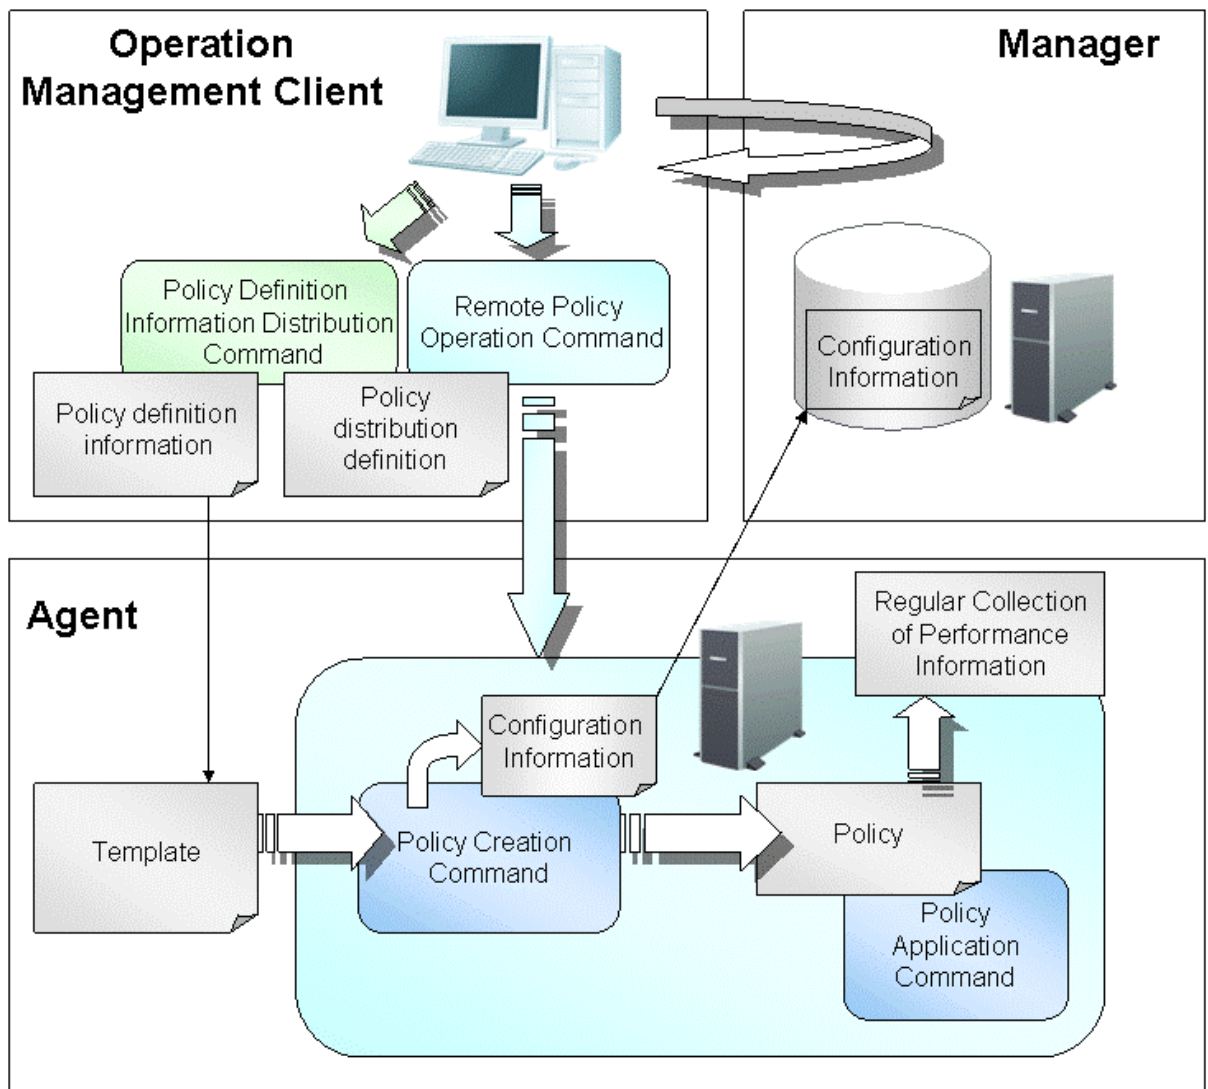 Operation
Management Client
Manager
Policy Definition
Information Distribution
Command
Remote Policy
Operation Command
Configuration
Information
Policy definition
information
Policy
distribution
definition
Agent
Regular Collection
of Performance
Information
Configuration
Information
Template
Policy Creation
Command
Policy
Policy
Application
Command